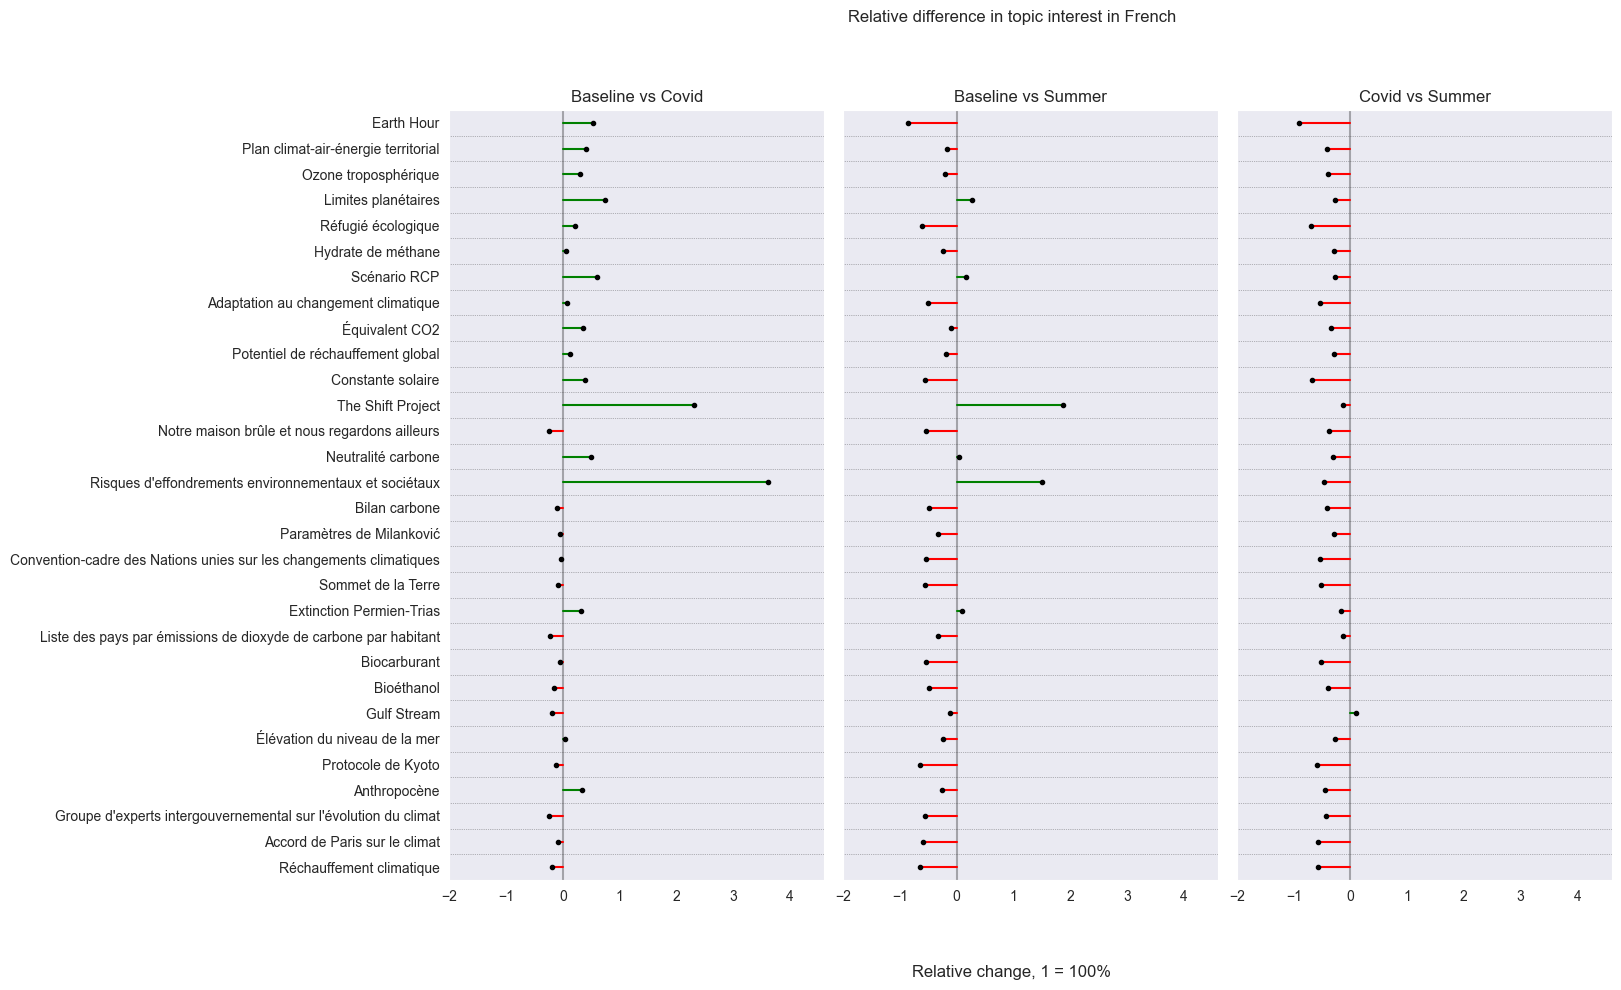 Relative difference in topic interest in French
Baseline vs Covid
Baseline vs Summer
Covid vs Summer
Earth Hour
Plan climat-air-énergie territorial
Ozone troposphérique
Limites planétaires
Réfugié écologique
Hydrate de méthane
Scénario RCP
Adaptation au changement climatique
Équivalent CO2
Potentiel de réchauffement global
Constante solaire
The Shift Project
Notre maison brûle et nous regardons ailleurs
Neutralité carbone
Risques d'effondrements environnementaux et sociétaux
Bilan carbone
Paramètres de Milanković
Convention-cadre des Nations unies sur les changements climatiques
Sommet de la Terre
Extinction Permien-Trias
Liste des pays par émissions de dioxyde de carbone par habitant
Biocarburant
Bioéthanol
Gulf Stream
Élévation du niveau de la mer
Protocole de Kyoto
Anthropocène
Groupe d'experts intergouvernemental sur l'évolution du climat
Accord de Paris sur le climat
Réchauffement climatique
−2 −1 0 1 2 3 4
−2 −1 0 1 2 3 4
−2 −1 0 1 2 3 4
Relative change, 1 = 100%